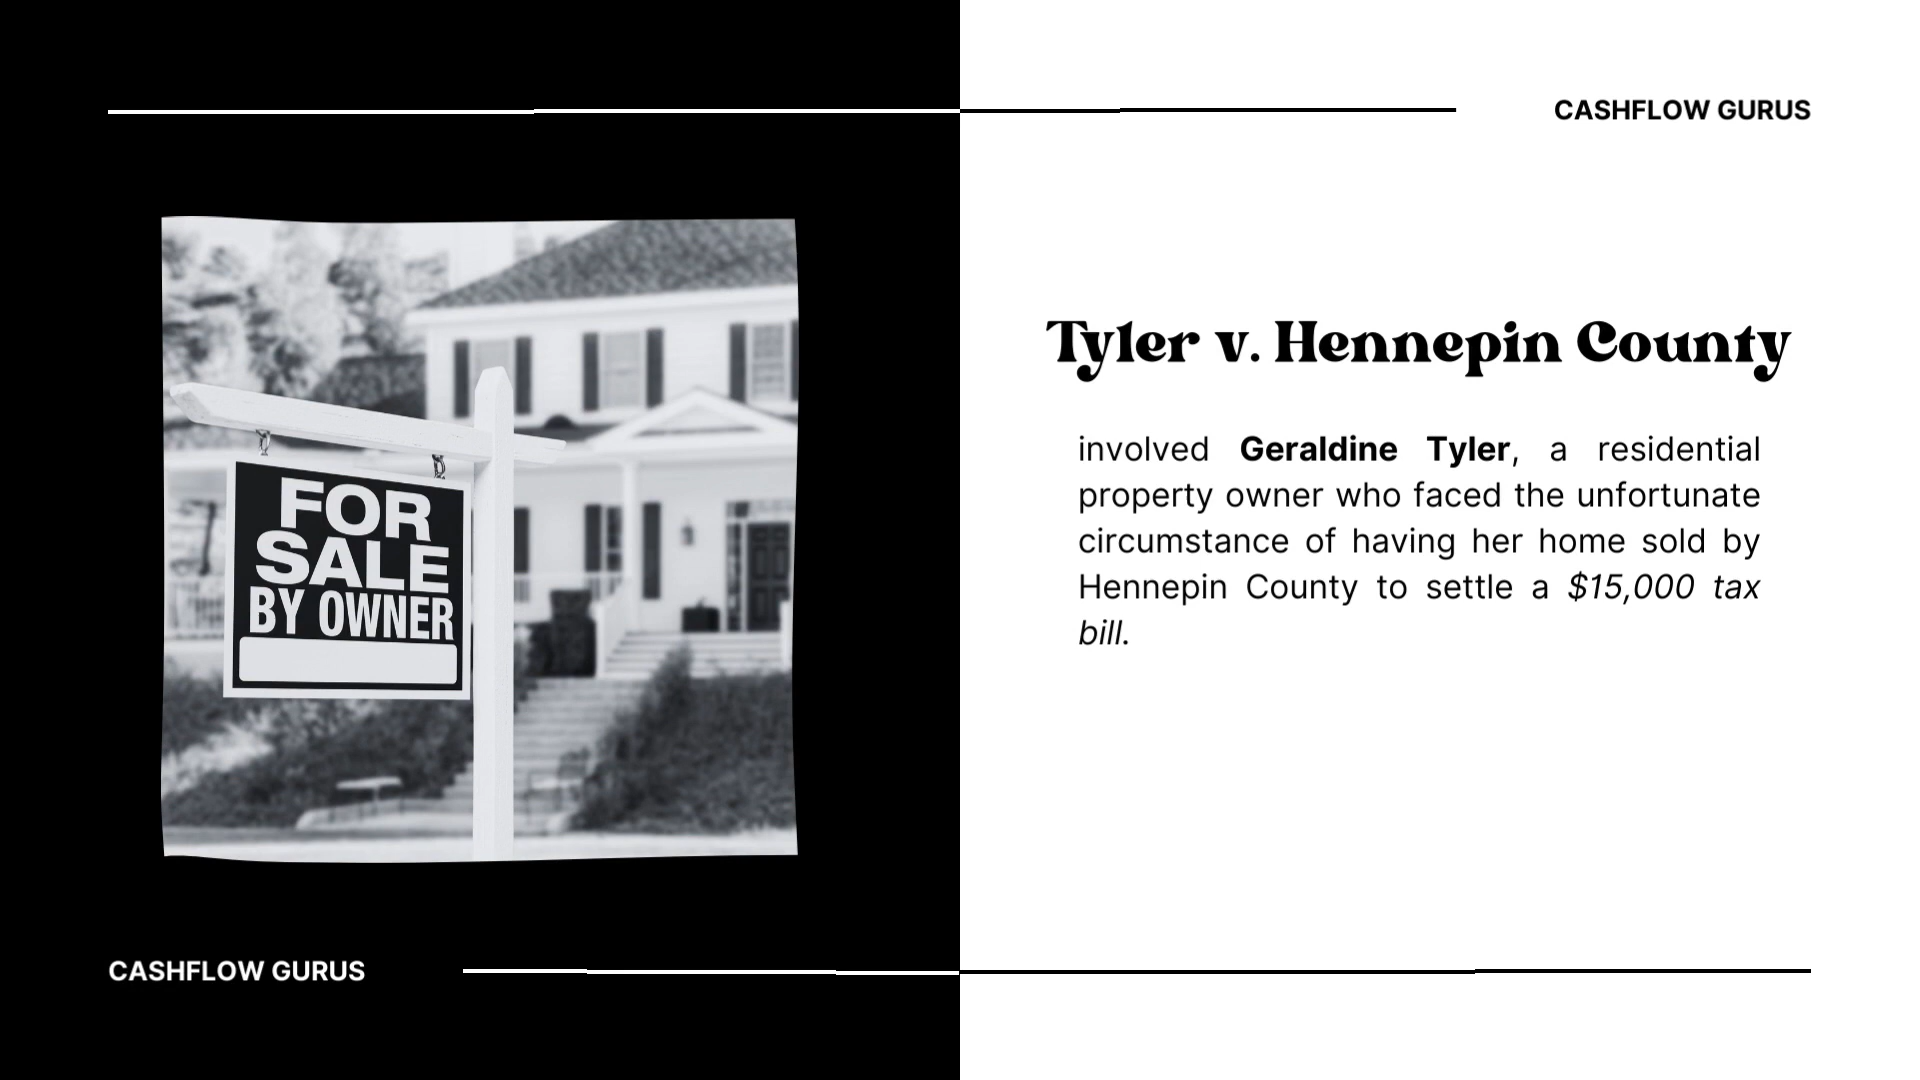 CASHFLOW GURUS
FOR
SALE
BY OWNER
Tyler v. Hennepin County
involved Geraldine Tyler, a residential
property owner who faced the unfortunate
circumstance of having her home sold by
Hennepin County to settle a $15,000 tax
bill.
CASHFLOW GURUS